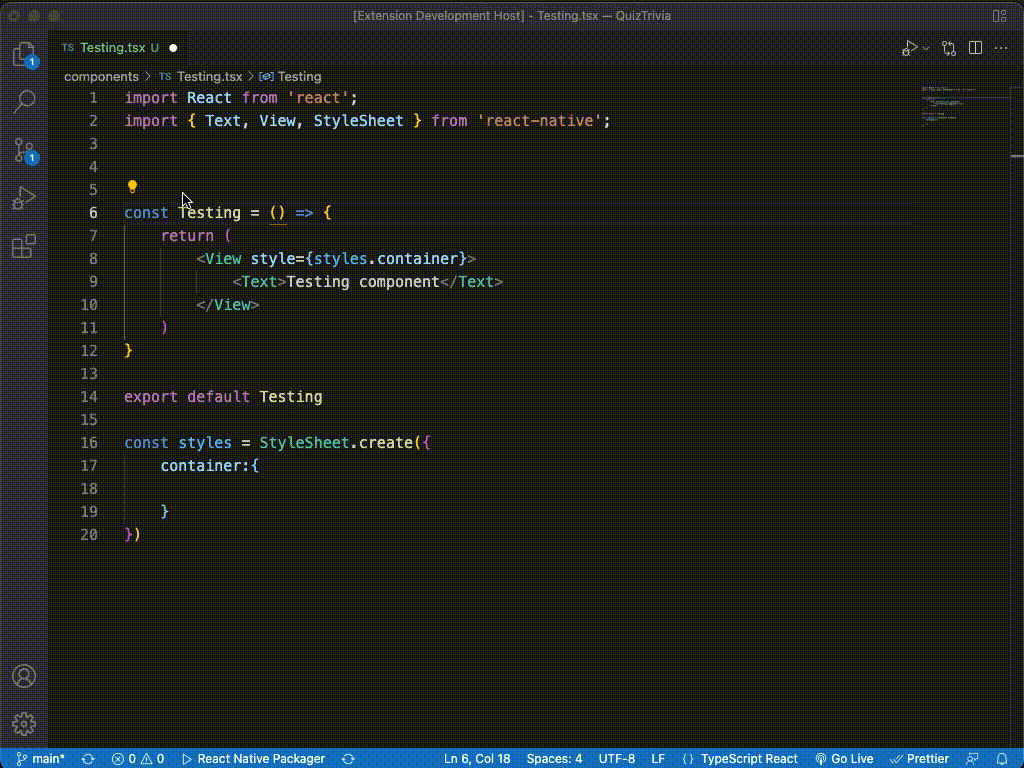 [Extension Development Host] - Testing.tsx — QuizTrivia
TS Testing.tsx U
components > TS Testing.tsx > Testing
1 import React from 'react';
2 import { Text, View, StyleSheet } from 'react-native';
3
4
5
6 const Testing = () => {
7 return (
8 <View style={styles.container}>
9 <Text>Testing component</Text>
10 </View>
11 )
12 }
13
14 export default Testing
15
16 const styles = StyleSheet.create({
17 container:{
18
19 }
20 })
1
1
main* 0 0 React Native Packager Ln 6, Col 18 Spaces: 4 UTF-8 LF { } TypeScript React Go Live Prettier